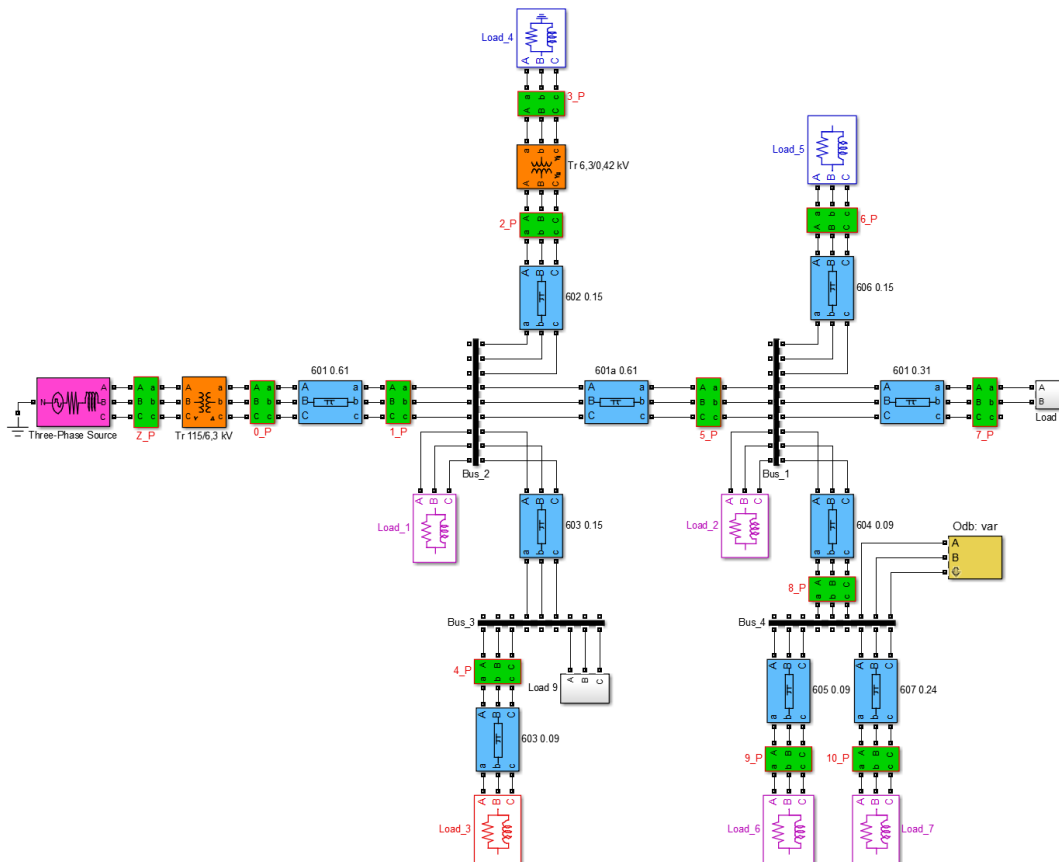 Load_4
A B C
a b c
3_P
A B C
a b c
Tr 6,3/0,42 kV
A B C
A B C
2_P
a b c
A B C
602 0.15
a b c
Load_5
A B C
a b c
6_P
A B C
A B C
606 0.15
a b c
N
A
B
C
Three-Phase Source
A a
B b
C c
Z_P
A a
B b
C c
Tr 115/6,3 kV
A a
B b
C c
0_P
601 0.61
A a
B b
C c
A a
B b
C c
1_P
601a 0.61
A a
B b
C c
A a
B b
C c
5_P
601 0.31
A a
B b
C c
A a
B b
C c
7_P
A
B
Load
Bus_2
Bus_1
A B C
Load_1
A B C
603 0.15
a b c
A B C
Load_2
A B C
604 0.09
a b c
Odb: var
A
B
C
8_P
A B C
a b c
Bus_3
Bus_4
4_P
A B C
a b c
Load 9
A B C
A B C
603 0.09
a b c
A B C
605 0.09
a b c
A B C
607 0.24
a b c
9_P
A B C
a b c
10_P
A B C
a b c
A B C
Load_3
A B C
Load_6
A B C
Load_7